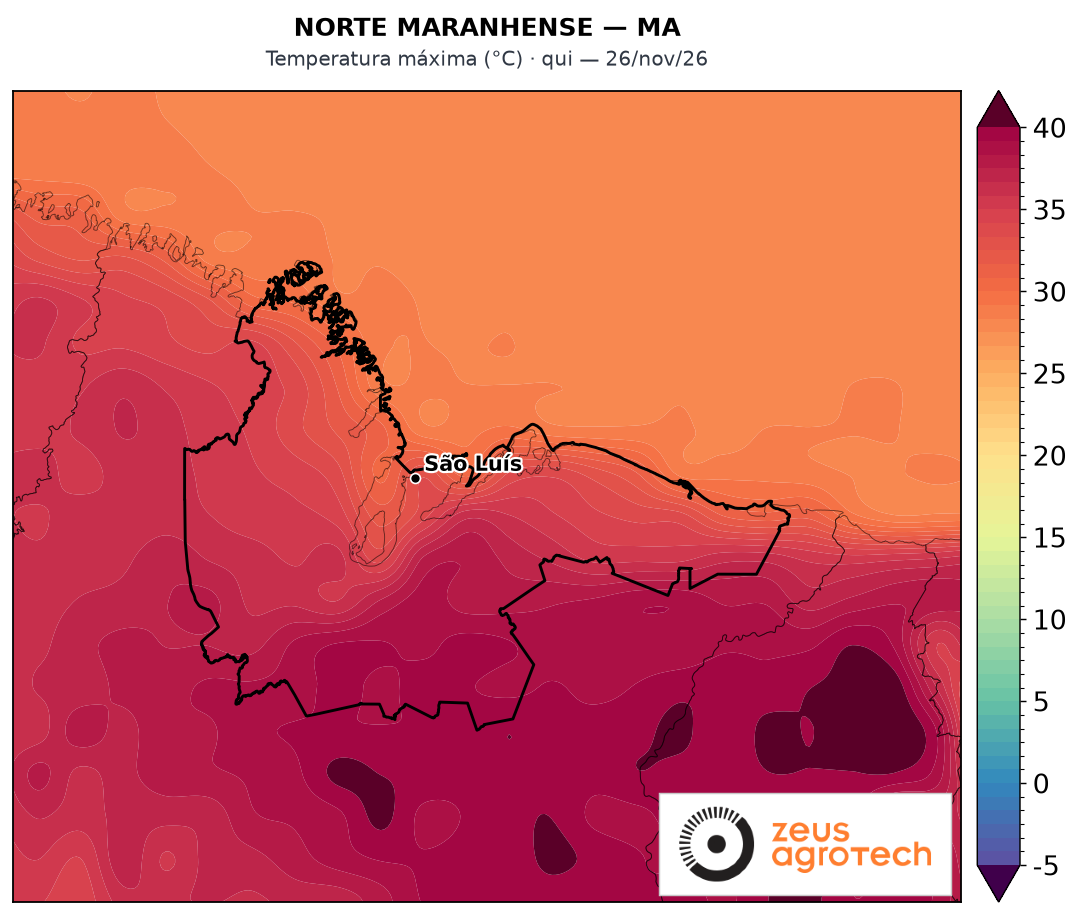 NORTE MARANHENSE — MA
Temperatura máxima (°C) · qui — 26/nov/26
40
35
30
25
20
15
10
5
0
-5
São Luís
zeus
agrotech